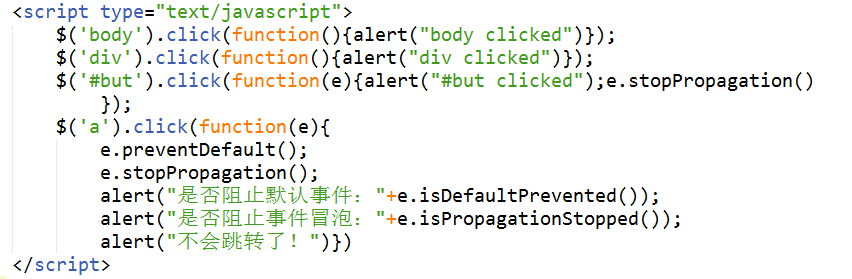 <script type="text/javascript">
    $('body').click(function(){alert("body clicked")});
    $('div').click(function(){alert("div clicked")});
    $('#but').click(function(e){alert("#but clicked");e.stopPropagation()
        });
    $('a').click(function(e){
        e.preventDefault();
        e.stopPropagation();
        alert("是否阻止默认事件："+e.isDefaultPrevented());
        alert("是否阻止事件冒泡："+e.isPropagationStopped());
        alert("不会跳转了！")})
</script>